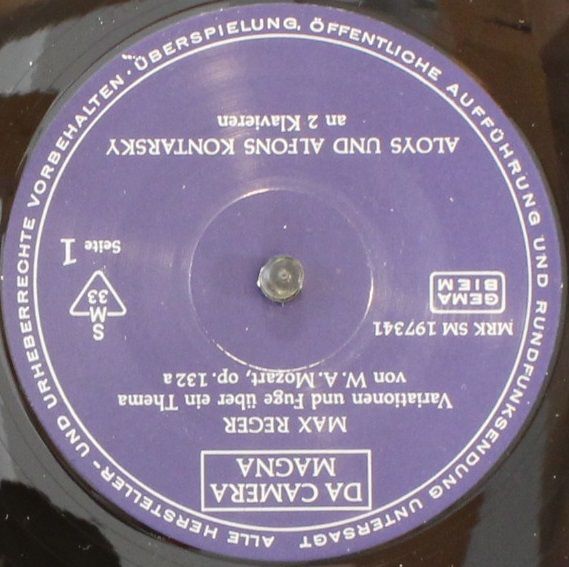 DA CAMERA
MAGNA
MAX REGER
Variationen und Fuge über ein Thema
von W.A.Mozart, op. 132 a
MRK SM 197341
GEMA
BIEM
S
M
33
Seite 1
ALOYS UND ALFONS KONTARSKY
an 2 Klavieren
ALLE HERSTELLER- UND URHEBERRECHTE VORBEHALTEN · ÜBERSPIELUNG, ÖFFENTLICHE AUFFÜHRUNG UND RUNDFUNKSENDUNG UNTERSAGT